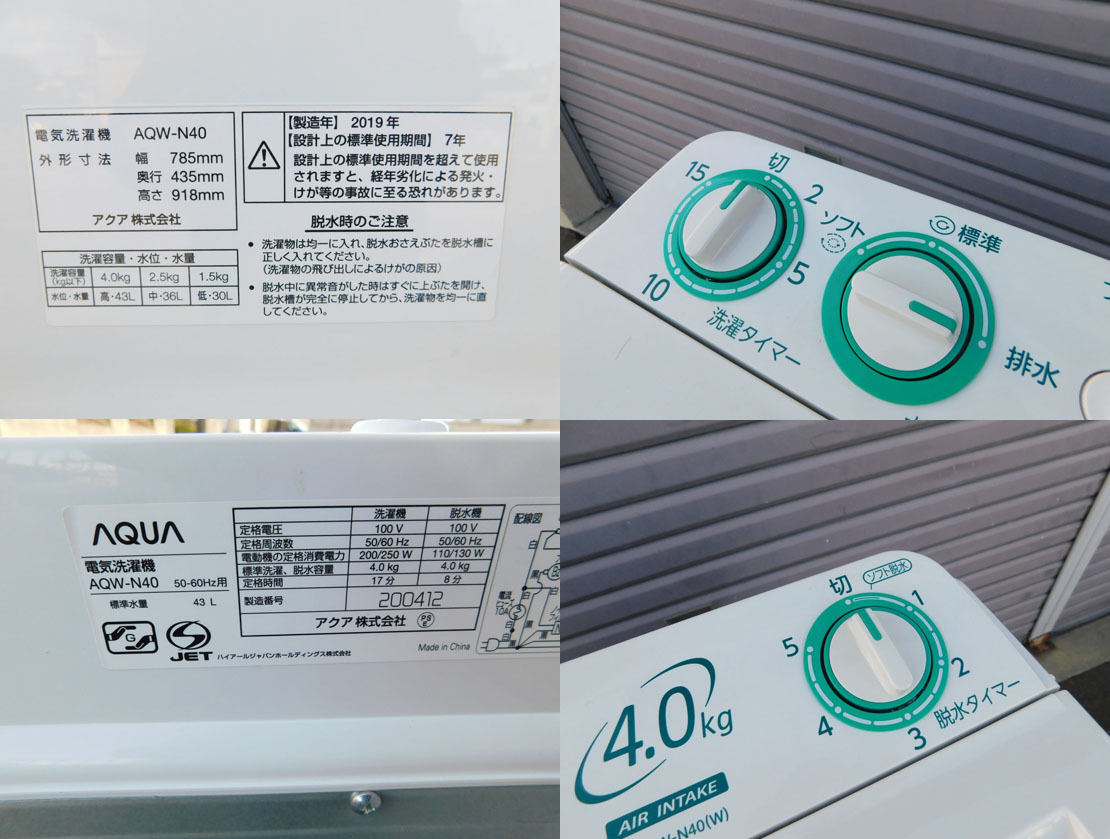 電気洗濯機 AQW-N40
外形寸法 幅 785mm
奥行 435mm
高さ 918mm
アクア 株式会社
【製造年】 2019年
【設計上の標準使用期間】 7年
設計上の標準使用期間を超えて使用
されますと、経年劣化による発火・
けが等の事故に至る恐れがあります。
洗濯容量・水位・水量
洗濯容量(kg以下) 4.0kg 2.5kg 1.5kg
水位・水量 高・43L 中・36L 低・30L
脱水時のご注意
● 洗濯物は均一に入れ、脱水おさえぶたを脱水槽に
正しく入れてください。
(洗濯物の飛び出しによるけがの原因)
● 脱水中に異常音がした時はすぐに上ぶたを開け、
脱水槽が完全に停止してから、洗濯物を均一に直
してください。
切
15
2
5
10
洗濯タイマー
ソフト
標準
排水
AQUA
電気洗濯機
AQW-N40 50-60Hz用
標準水量 43 L
G
JET
ハイアールジャパンホールディングス株式会社
洗濯機 脱水機
定格電圧 100 V 100 V
定格周波数 50/60 Hz 50/60 Hz
電動機の定格消費電力 200/250 W 110/130 W
標準洗濯、脱水容量 4.0 kg 4.0 kg
定格時間 17 分 8 分
製造番号 200412
アクア 株式会社 PSE
Made in China
配線図
黒
白
10A
白
白
黒
切
ソフト脱水
1
2
3
4
5
脱水タイマー
4.0kg
AIR INTAKE
-N40(W)